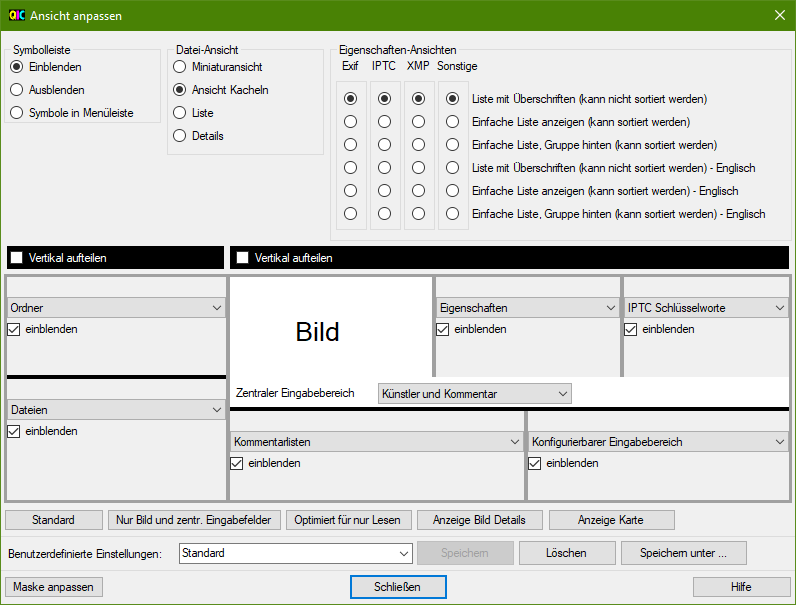 QIC Ansicht anpassen
Symbolleiste
Einblenden
Ausblenden
Symbole in Menüleiste
Datei-Ansicht
Miniaturansicht
Ansicht Kacheln
Liste
Details
Eigenschaften-Ansichten
Exif IPTC XMP Sonstige
Liste mit Überschriften (kann nicht sortiert werden)
Einfache Liste anzeigen (kann sortiert werden)
Einfache Liste, Gruppe hinten (kann sortiert werden)
Liste mit Überschriften (kann nicht sortiert werden) - Englisch
Einfache Liste anzeigen (kann sortiert werden) - Englisch
Einfache Liste, Gruppe hinten (kann sortiert werden) - Englisch
Vertikal aufteilen
Vertikal aufteilen
Ordner
einblenden
Dateien
einblenden
Bild
Eigenschaften
einblenden
IPTC Schlüsselworte
einblenden
Zentraler Eingabebereich Künstler und Kommentar
Kommentarlisten
einblenden
Konfigurierbarer Eingabebereich
einblenden
Standard Nur Bild und zentr. Eingabefelder Optimiert für nur Lesen Anzeige Bild Details Anzeige Karte
Benutzerdefinierte Einstellungen: Standard Speichern Löschen Speichern unter ...
Maske anpassen Schließen Hilfe